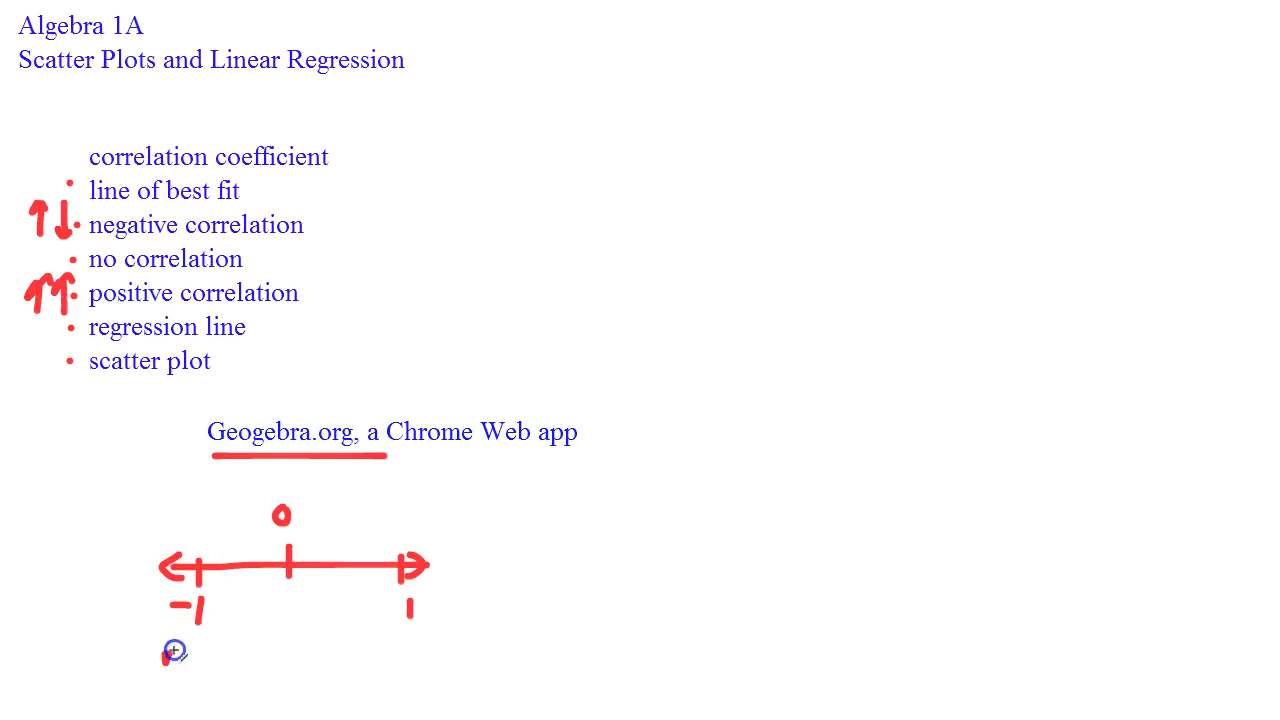 Algebra 1A
Scatter Plots and Linear Regression
correlation coefficient
line of best fit
negative correlation
no correlation
positive correlation
regression line
scatter plot
Geogebra.org, a Chrome Web app
0
-1 1